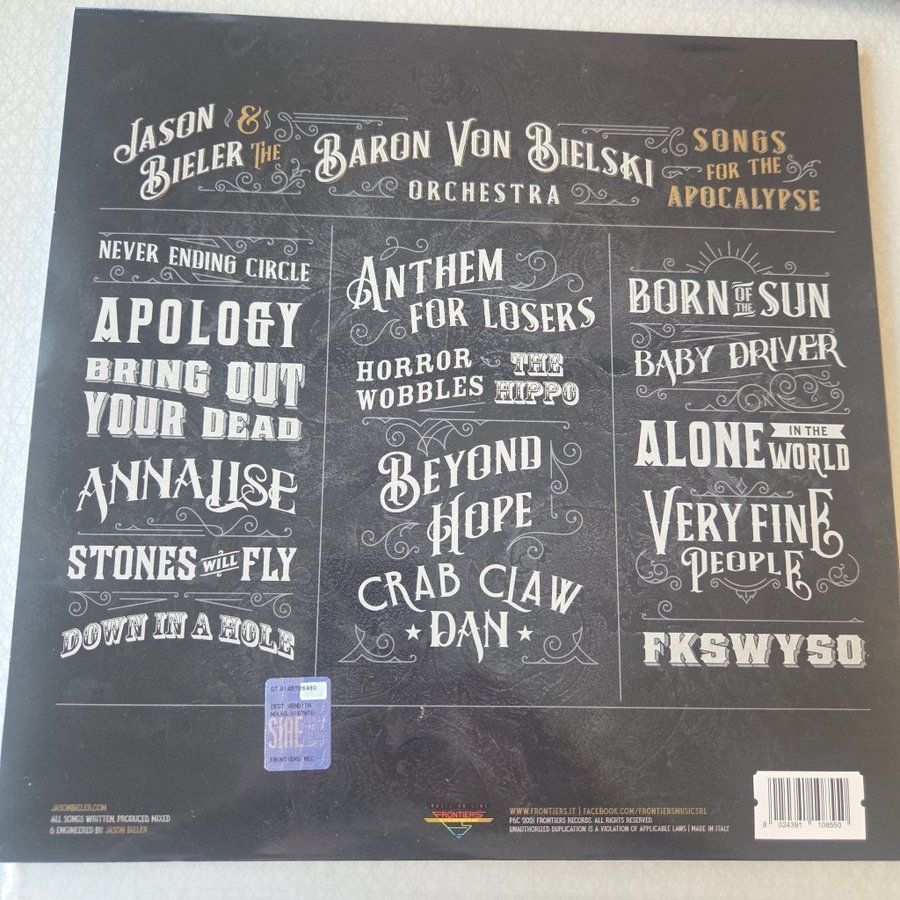 JASON &
BIELER THE
BARON VON BIELSKI
ORCHESTRA
SONGS
FOR THE
APOCALYPSE
NEVER ENDING CIRCLE
APOLOGY
BRING OUT
YOUR DEAD
ANNALISE
STONES WILL FLY
DOWN IN A HOLE
ANTHEM
FOR LOSERS
HORROR
WOBBLES
THE
HIPPO
BEYOND
HOPE
CRAB CLAW
DAN
BORN OF THE SUN
BABY DRIVER
ALONE IN THE
WORLD
VERY FINE
PEOPLE
FKSWYSO
DEST VENDITA
NOLEG VIETATO
SIAE
FRONTIERS REC
JASONBIELER.COM
ALL SONGS WRITTEN, PRODUCED, MIXED
& ENGINEERED BY: JASON BIELER
FRONTIERS
WWW.FRONTIERS.IT | FACEBOOK.COM/FRONTIERSMUSICSRL
P&C 2021 FRONTIERS RECORDS. ALL RIGHTS RESERVED.
UNAUTHORIZED DUPLICATION IS A VIOLATION OF APPLICABLE LAWS | MADE IN ITALY
8 024391 108550